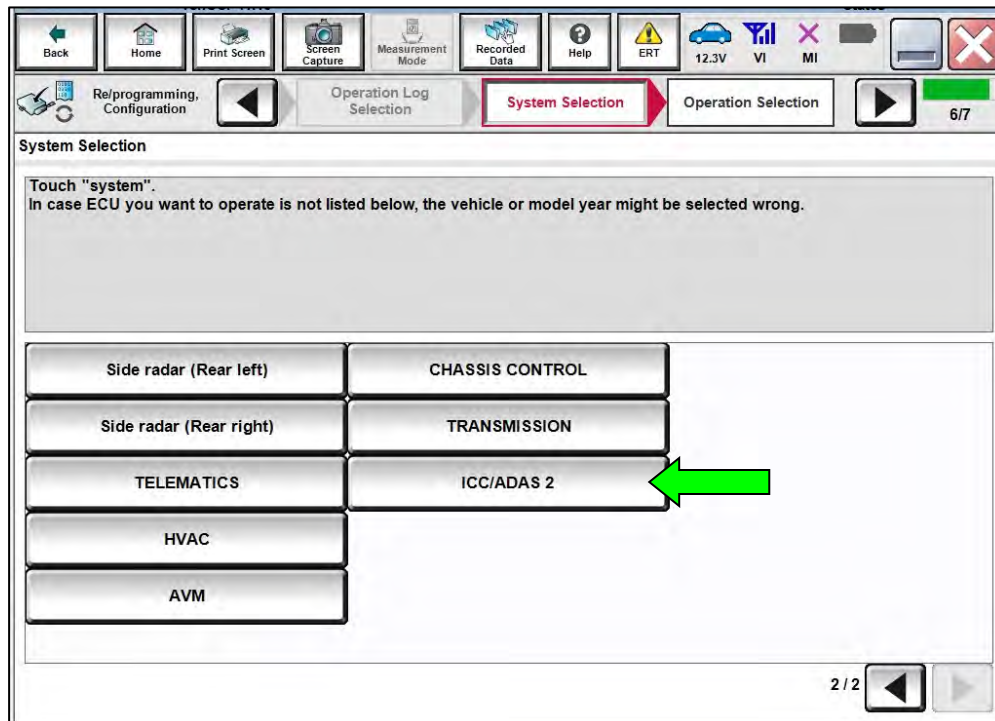 Back
Home
Print Screen
Screen
Capture
Measurement
Mode
Recorded
Data
Help
ERT
12.3V
VI
MI
Re/programming,
Configuration
Operation Log
Selection
System Selection
Operation Selection
6/7
System Selection
Touch "system".
In case ECU you want to operate is not listed below, the vehicle or model year might be selected wrong.
Side radar (Rear left)
CHASSIS CONTROL
Side radar (Rear right)
TRANSMISSION
TELEMATICS
ICC/ADAS 2
HVAC
AVM
2 / 2